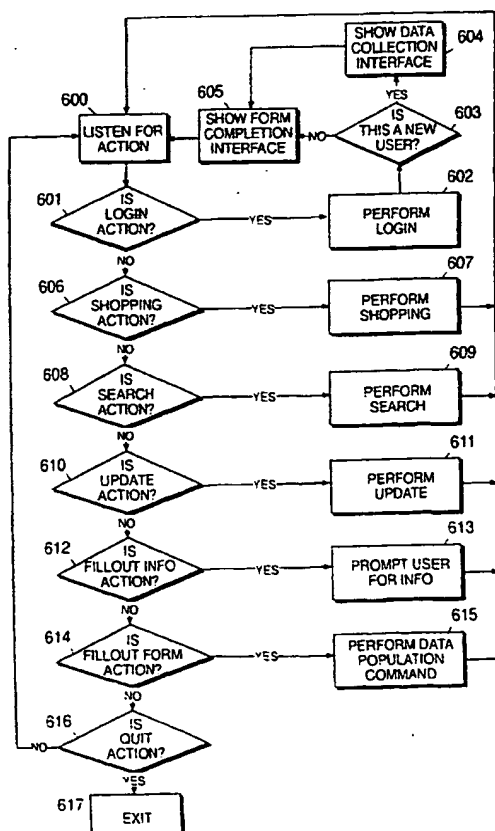 SHOW DATA
COLLECTION
INTERFACE
604
YES
600
LISTEN FOR
ACTION
605
SHOW FORM
COMPLETION
INTERFACE
NO
IS
THIS A NEW
USER?
603
601
IS
LOGIN
ACTION?
YES
602
PERFORM
LOGIN
NO
606
IS
SHOPPING
ACTION?
YES
607
PERFORM
SHOPPING
NO
608
IS
SEARCH
ACTION?
YES
609
PERFORM
SEARCH
NO
610
IS
UPDATE
ACTION?
YES
611
PERFORM
UPDATE
NO
612
IS
FILLOUT INFO
ACTION?
YES
613
PROMPT USER
FOR INFO
NO
614
IS
FILLOUT FORM
ACTION?
YES
615
PERFORM DATA
POPULATION
COMMAND
NO
616
IS
QUIT
ACTION?
NO
YES
617
EXIT